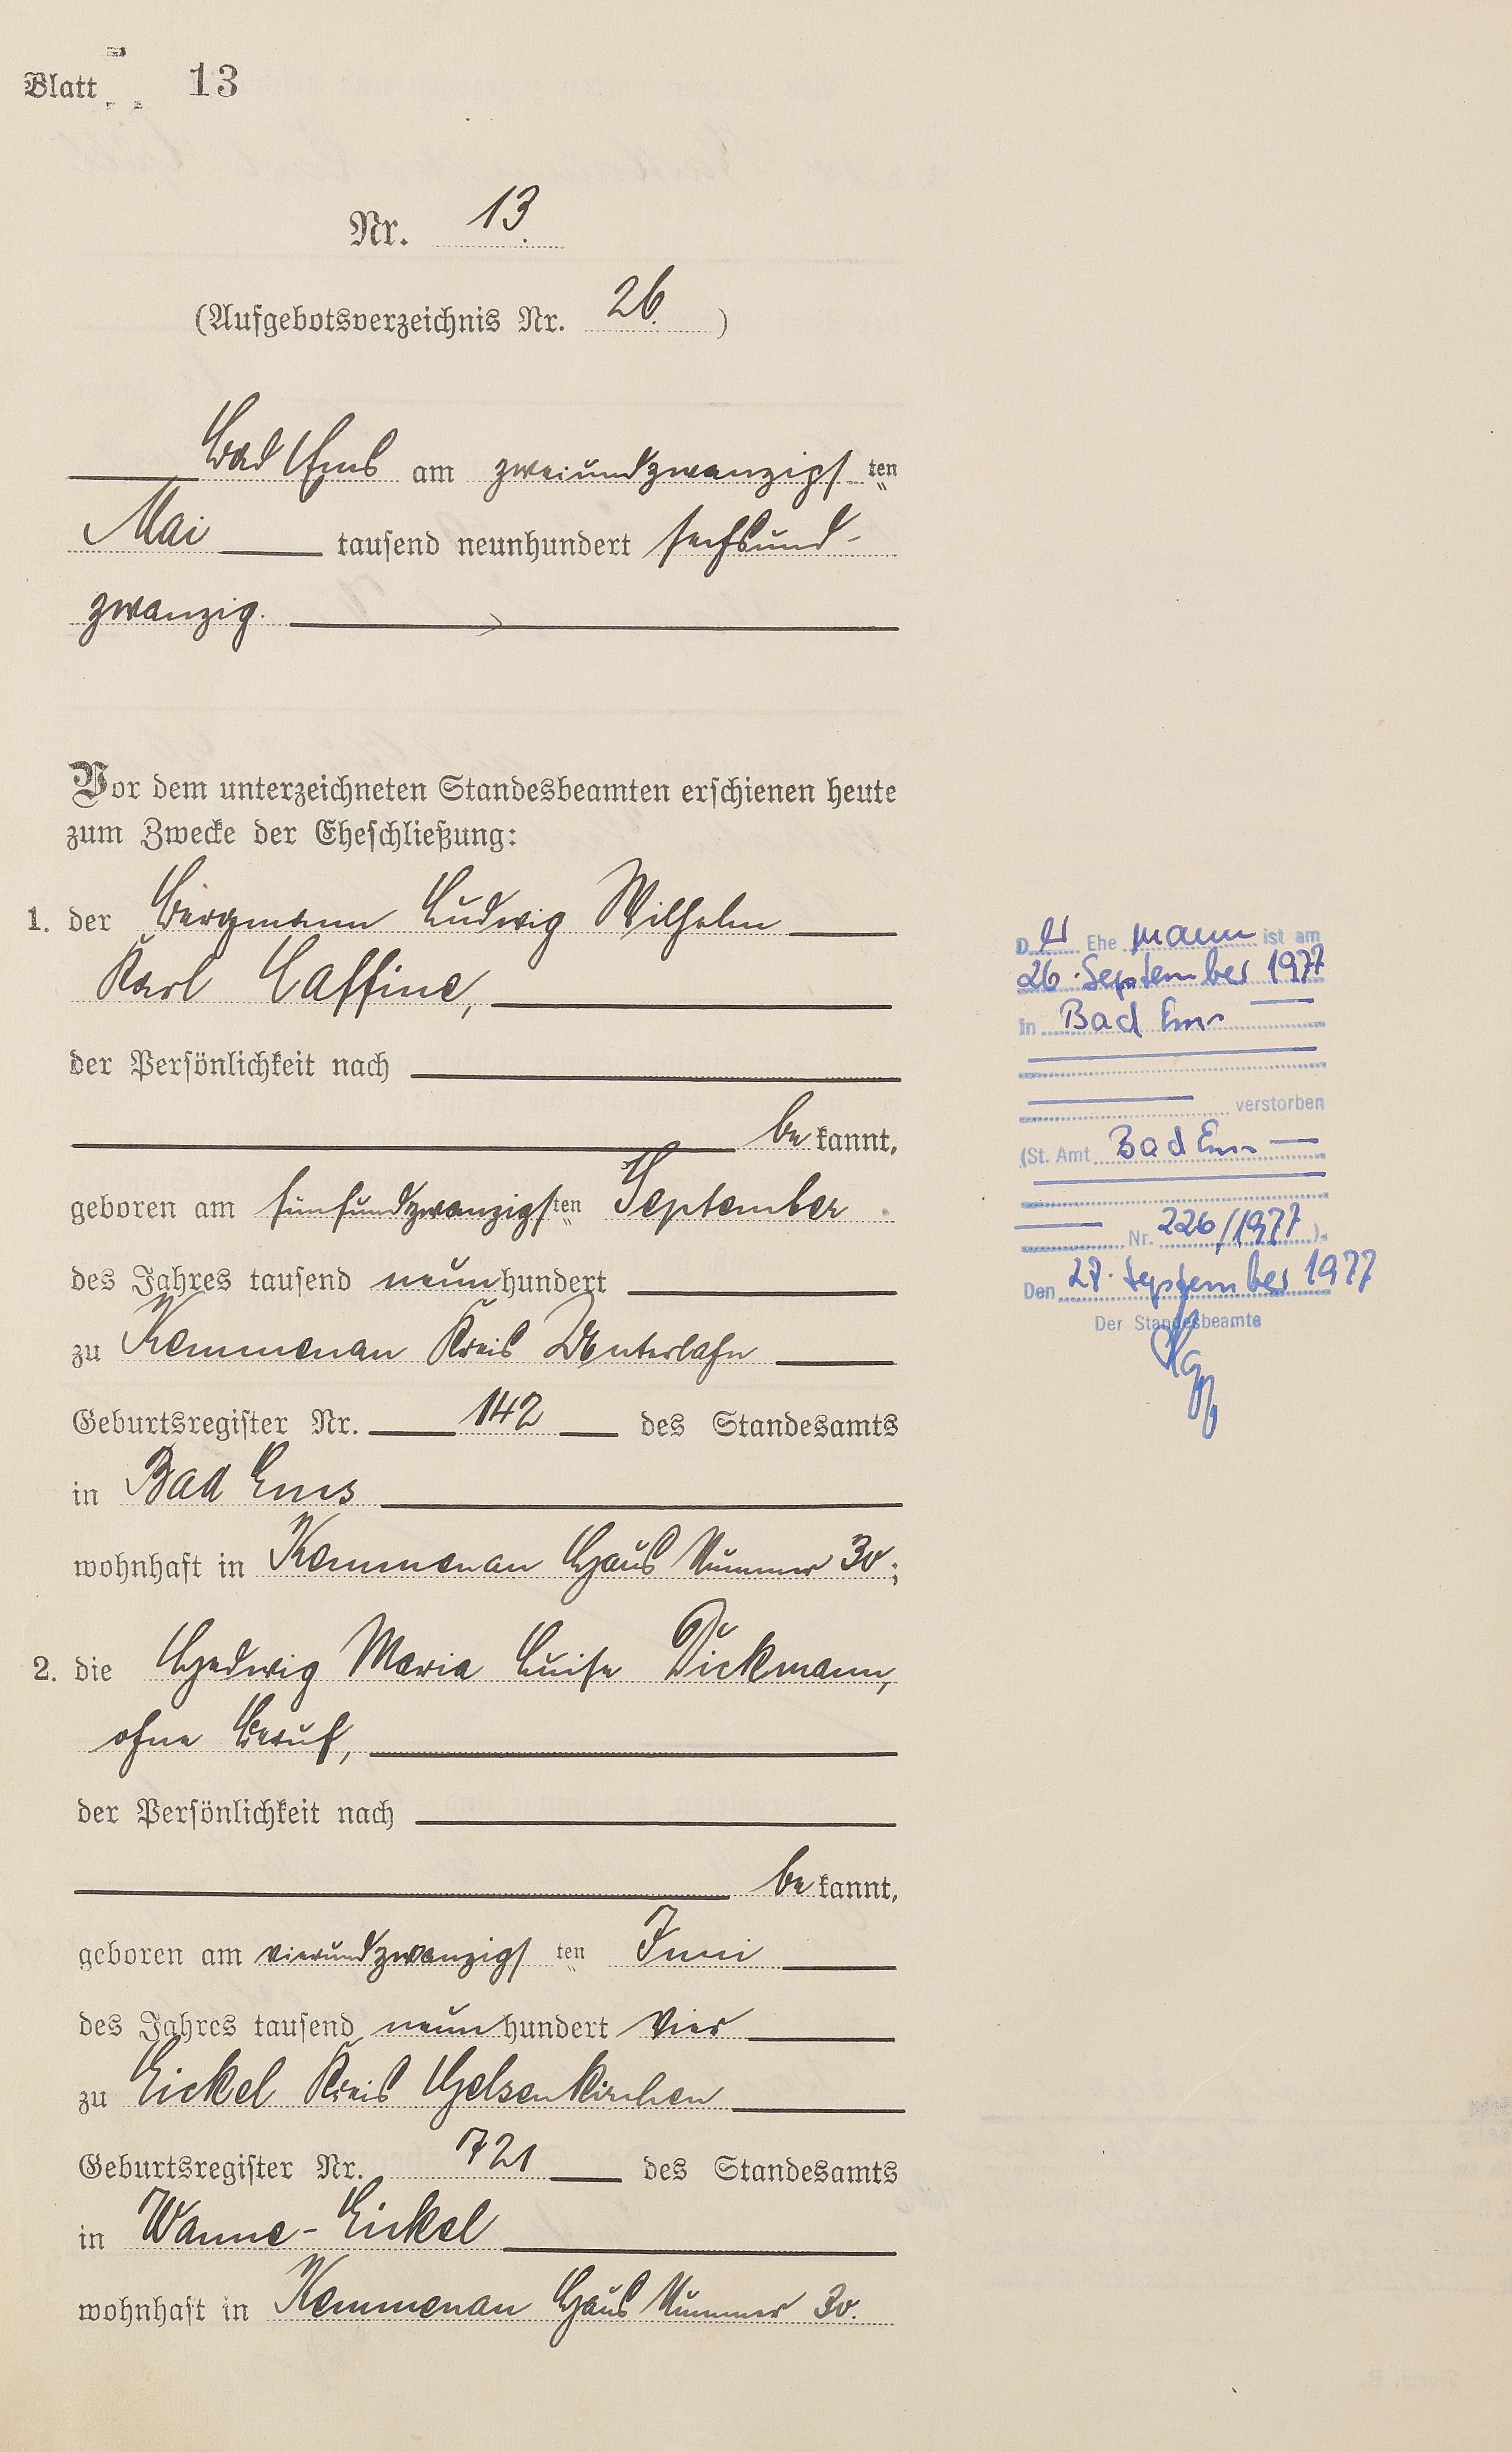 Blatt 13
Nr. 13.
(Aufgebotsverzeichnis Nr. 26.)
Bad Ems am zweiundzwanzigsten
Mai tausend neunhundert sechsund-
zwanzig.
Vor dem unterzeichneten Standesbeamten erschienen heute
zum Zwecke der Eheschließung:
1. der Bergmann Ludwig Wilhelm
Karl Caffine,
der Persönlichkeit nach
bekannt,
geboren am fünfundzwanzigsten September
des Jahres tausend neunhundert
zu Kemmenau Kreis Unterlahn
Geburtsregister Nr. 142 des Standesamts
in Bad Ems
wohnhaft in Kemmenau Haus Nummer 30;
2. die Hedwig Maria Luise Dickmann,
ohne Beruf,
der Persönlichkeit nach
bekannt,
geboren am vierundzwanzigsten Juni
des Jahres tausend neunhundert vier
zu Eickel Kreis Gelsenkirchen
Geburtsregister Nr. 721 des Standesamts
in Wanne-Eickel
wohnhaft in Kemmenau Haus Nummer 30.
Der Ehemann ist am
26. September 1977
in Bad Ems
verstorben
(St. Amt Bad Ems
Nr. 226/1977).
Den 27. September 1977
Der Standesbeamte